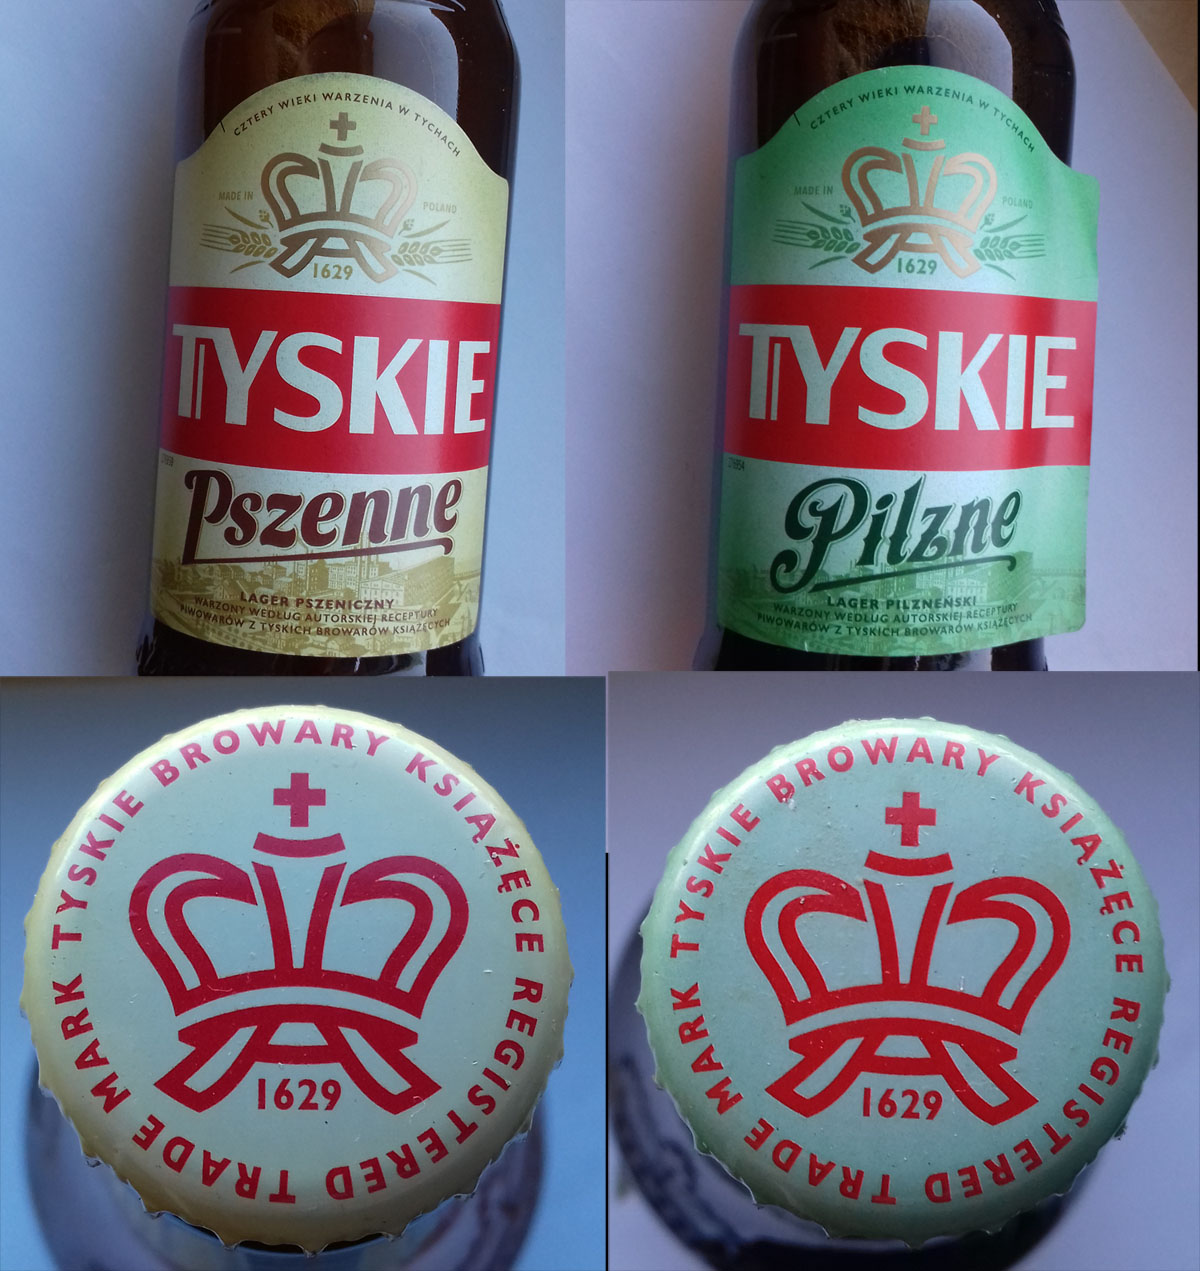 CZTERY WIEKI WARZENIA W TYCHACH
MADE IN POLAND
1629
TYSKIE
Pszenne
LAGER PSZENICZNY
WARZONY WEDŁUG AUTORSKIEJ RECEPTURY
PIWOWARÓW Z TYSKICH BROWARÓW KSIĄŻĘCYCH
CZTERY WIEKI WARZENIA W TYCHACH
MADE IN POLAND
1629
TYSKIE
Pilzne
LAGER PILZNEŃSKI
WARZONY WEDŁUG AUTORSKIEJ RECEPTURY
PIWOWARÓW Z TYSKICH BROWARÓW KSIĄŻĘCYCH
TYSKIE BROWARY KSIĄŻĘCE REGISTERED TRADE MARK
1629
TYSKIE BROWARY KSIĄŻĘCE REGISTERED TRADE MARK
1629